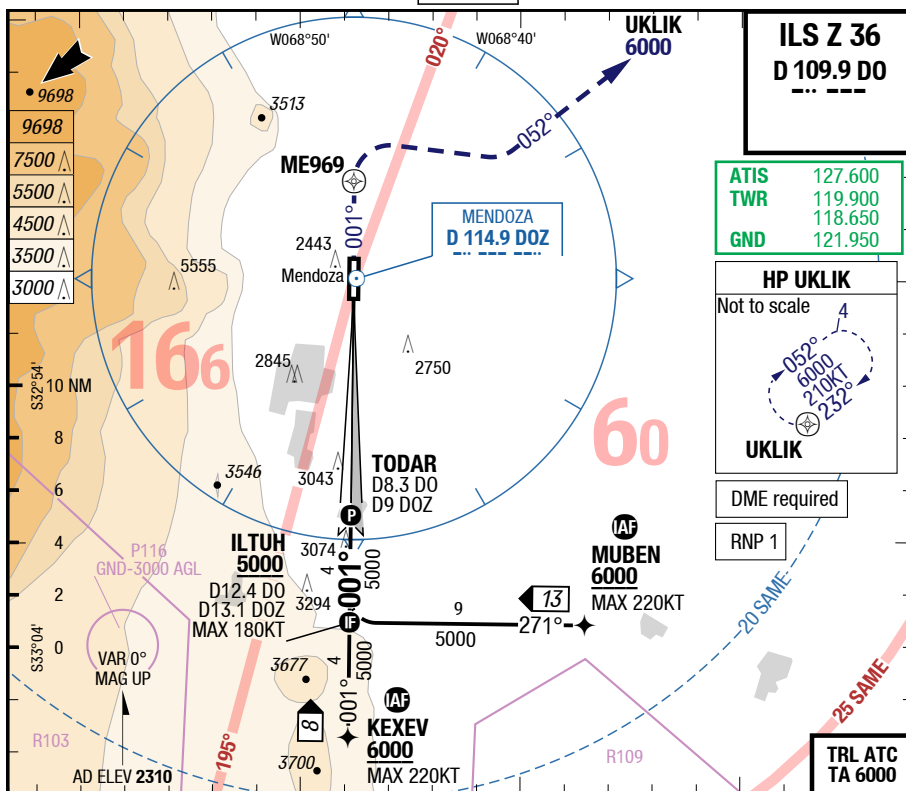 W068°50'
W068°40'
020°
UKLIK
6000
ILS Z 36
D 109.9 DO
9698
9698
7500
5500
4500
3500
3000
3513
ME969
052°
001°
2443
Mendoza
MENDOZA
D 114.9 DOZ
ATIS 127.600
TWR 119.900
118.650
GND 121.950
5555
166
2845
2750
60
HP UKLIK
Not to scale
4
052°
6000
210KT
232°
UKLIK
S32°54'
10 NM
8
6
4
2
0
S33°04'
3546
3043
TODAR
D8.3 DO
D9 DOZ
P
DME required
RNP 1
P116
GND-3000 AGL
ILTUH
5000
D12.4 DO
D13.1 DOZ
MAX 180KT
3074
3294
4
001°
5000
IF
IAF
MUBEN
6000
MAX 220KT
13
9
5000
271°
20 SAME
VAR 0°
MAG UP
3677
4
001°
5000
8
IAF
KEXEV
6000
MAX 220KT
3700
195°
R103
AD ELEV 2310
R109
25 SAME
TRL ATC
TA 6000